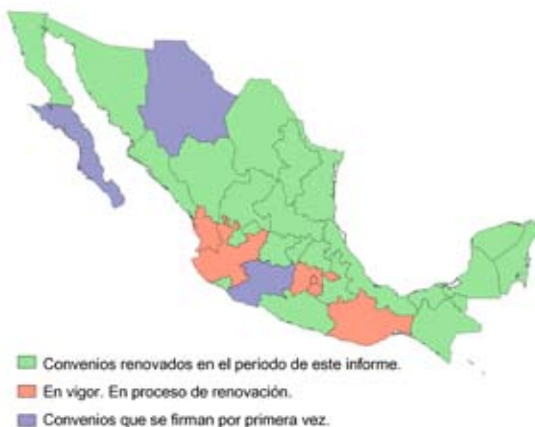 Convenios renovados en el periodo de este informe.
En vigor. En proceso de renovación.
Convenios que se firman por primera vez.